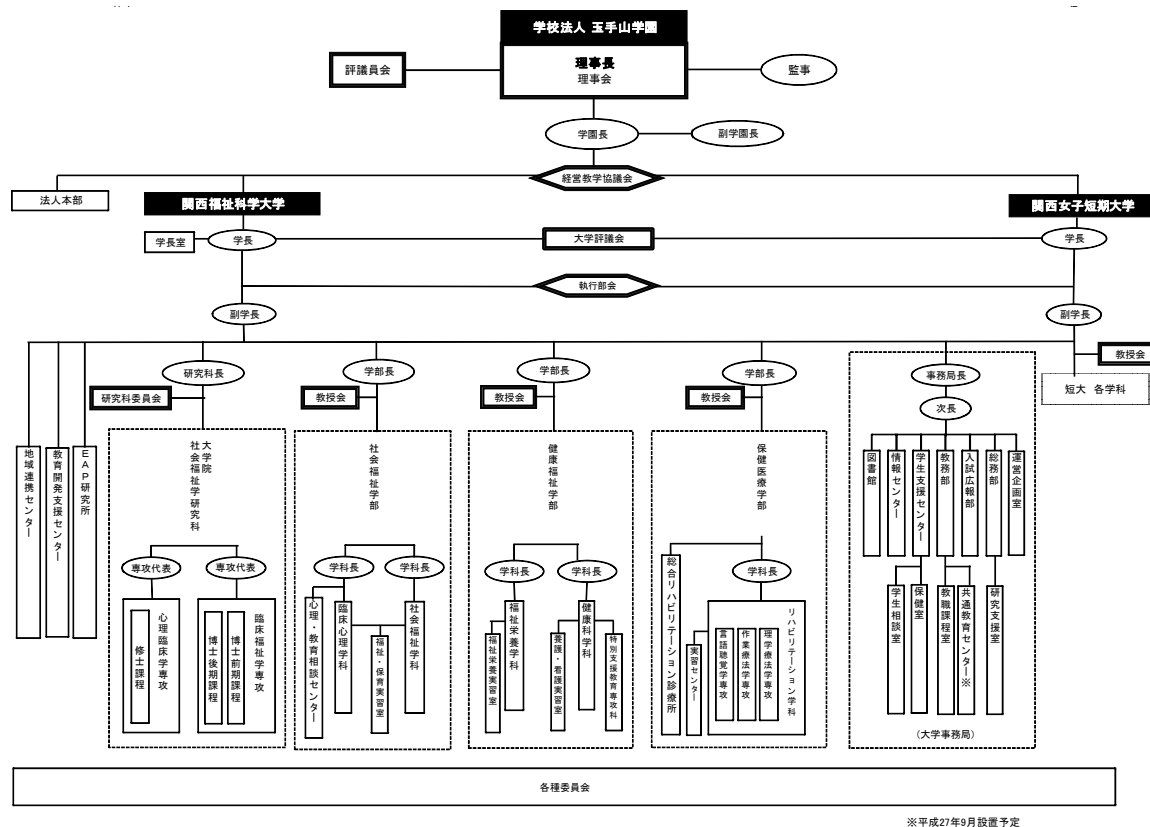 学校法人 玉手山学園
理事長
理事会
評議員会
監事
学園長
副学園長
経営教学協議会
法人本部
関西福祉科学大学
関西女子短期大学
学長室
学長
大学評議会
学長
執行部会
副学長
副学長
教授会
短大 各学科
研究科長
研究科委員会
学部長
教授会
学部長
教授会
学部長
教授会
事務局長
次長
地域連携センター
教育開発支援センター
EAP研究所
大学院
社会福祉学研究科
専攻代表
専攻代表
心理臨床学専攻
修士課程
臨床福祉学専攻
博士前期課程
博士後期課程
社会福祉学部
学科長
学科長
心理・教育相談センター
臨床心理学科
福祉・保育実習室
社会福祉学科
健康福祉学部
学科長
学科長
福祉栄養実習室
福祉栄養学科
養護・看護実習室
健康科学科
特別支援教育専攻科
保健医療学部
総合リハビリテーション診療所
学科長
実習センター
リハビリテーション学科
言語聴覚学専攻
作業療法学専攻
理学療法学専攻
図書館
情報センター
学生支援センター
教務部
入試広報部
総務部
運営企画室
学生相談室
保健室
教職課程室
共通教育センター※
研究支援室
(大学事務局)
各種委員会
※平成27年9月設置予定